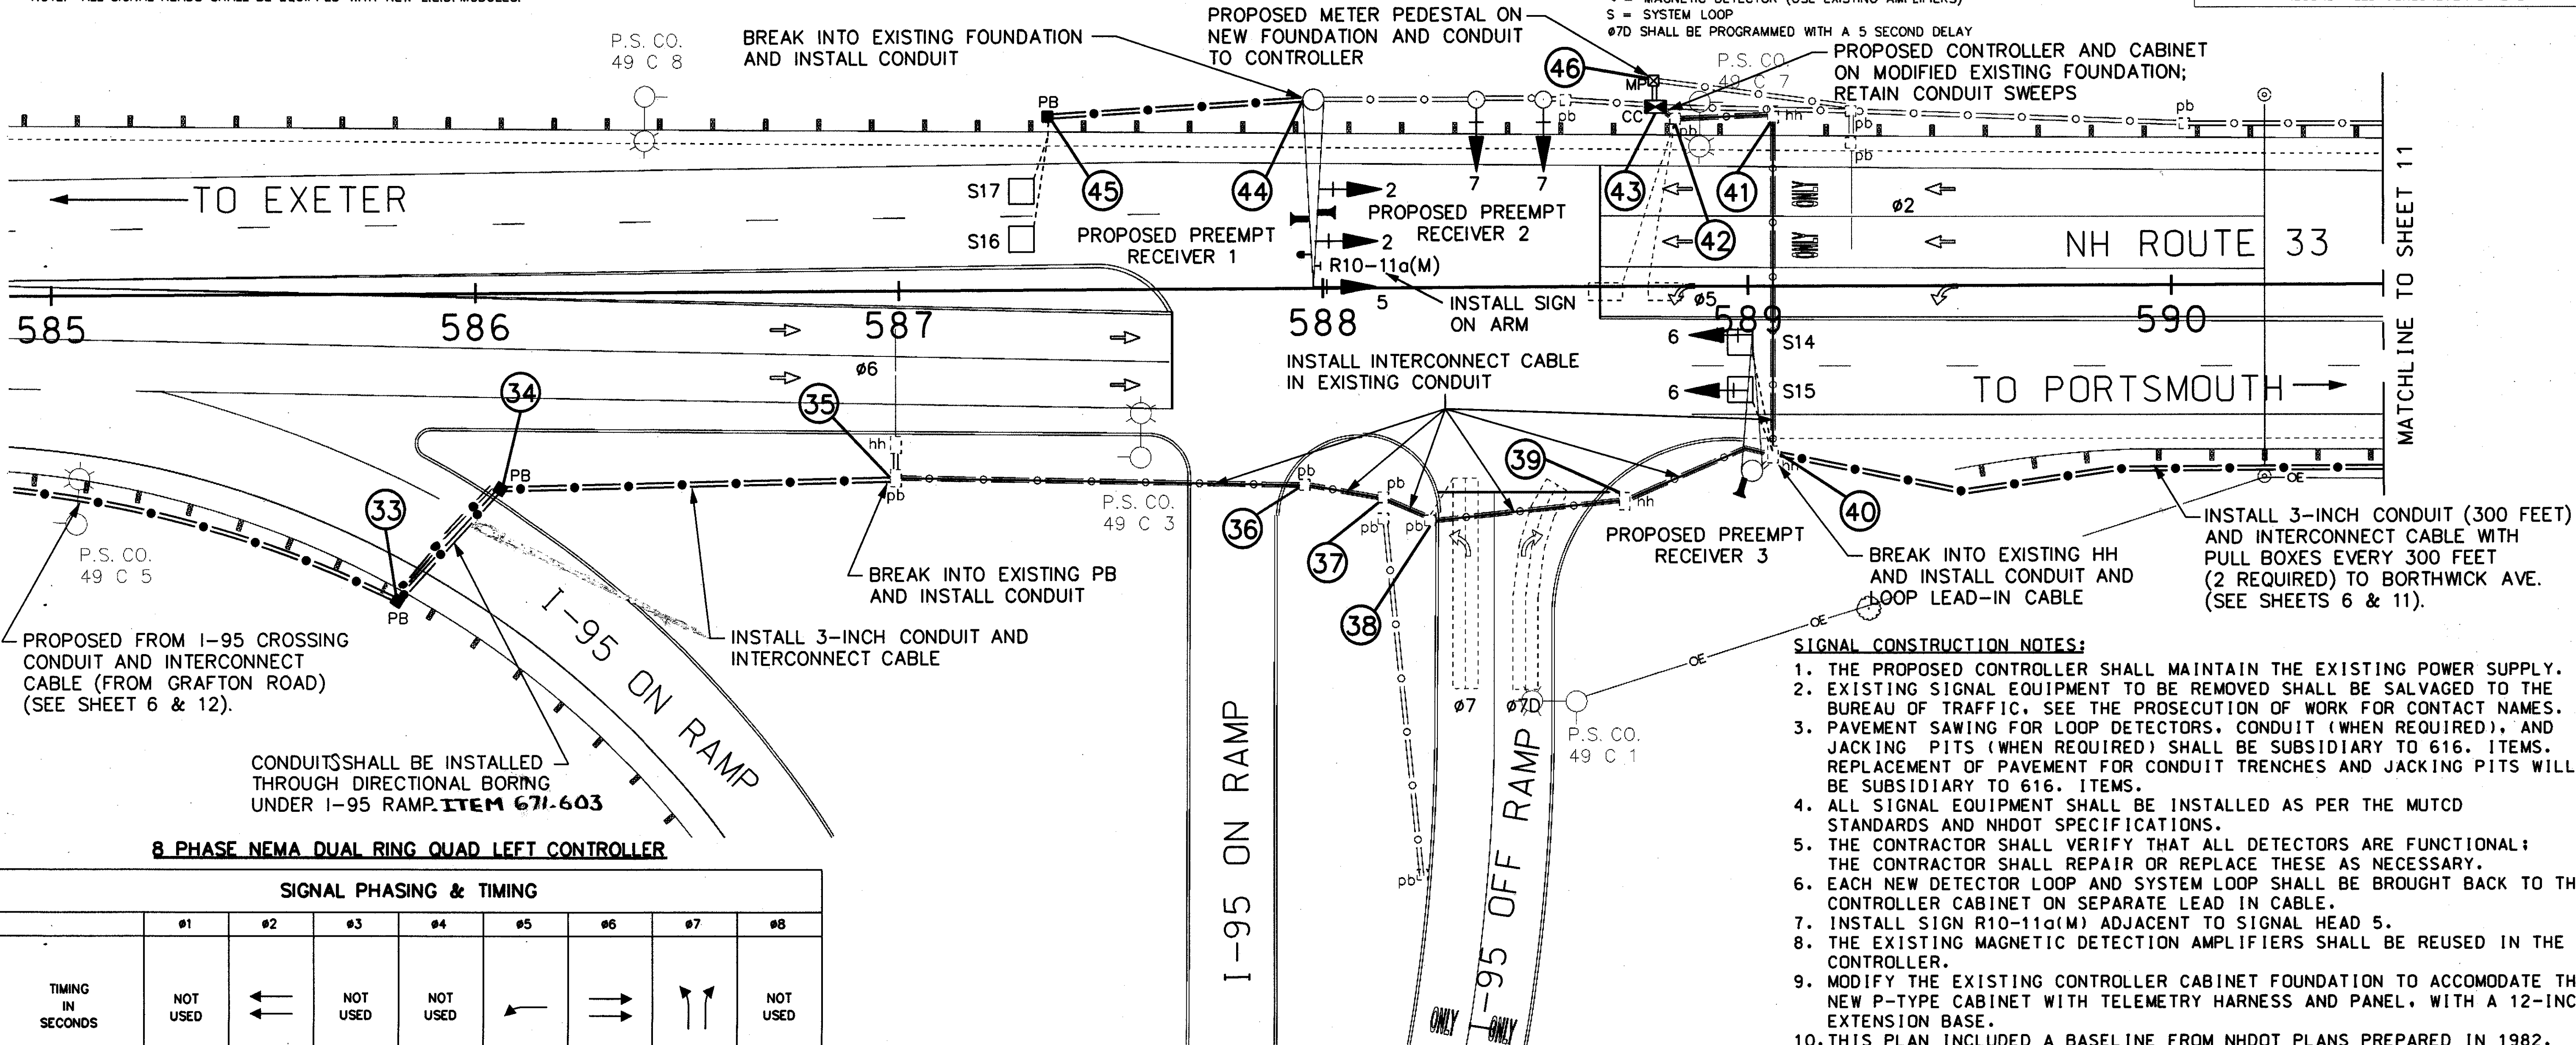 PROPOSED METER PEDESTAL ON
NEW FOUNDATION AND CONDUIT
TO CONTROLLER
S = SYSTEM LOOP
ø7D SHALL BE PROGRAMMED WITH A 5 SECOND DELAY
P.S. CO.
49 C 8
BREAK INTO EXISTING FOUNDATION
AND INSTALL CONDUIT
PROPOSED CONTROLLER AND CABINET
ON MODIFIED EXISTING FOUNDATION;
RETAIN CONDUIT SWEEPS
P.S. CO.
49 C 7
46
MP
CC
PB
pb
pb
hh
pb
pb
pb
TO EXETER
S17
S16
45
44
43
42
41
2
2
7
7
5
PROPOSED PREEMPT
RECEIVER 1
PROPOSED PREEMPT
RECEIVER 2
R10-11a(M)
INSTALL SIGN
ON ARM
ONLY
ONLY
ø2
ø5
NH ROUTE 33
MATCHLINE TO SHEET 11
585
586
587
588
589
590
ø6
6
6
S14
S15
TO PORTSMOUTH
INSTALL INTERCONNECT CABLE
IN EXISTING CONDUIT
34
35
hh
PB
pb
33
PB
P.S. CO.
49 C 5
P.S. CO.
49 C 3
36
37
38
39
40
pb
pb
pb
pb
hh
hh
pb
OE
OE
OE
PROPOSED PREEMPT
RECEIVER 3
BREAK INTO EXISTING PB
AND INSTALL CONDUIT
BREAK INTO EXISTING HH
AND INSTALL CONDUIT AND
LOOP LEAD-IN CABLE
INSTALL 3-INCH CONDUIT (300 FEET)
AND INTERCONNECT CABLE WITH
PULL BOXES EVERY 300 FEET
(2 REQUIRED) TO BORTHWICK AVE.
(SEE SHEETS 6 & 11).
PROPOSED FROM I-95 CROSSING
CONDUIT AND INTERCONNECT
CABLE (FROM GRAFTON ROAD)
(SEE SHEET 6 & 12).
INSTALL 3-INCH CONDUIT AND
INTERCONNECT CABLE
I-95 ON RAMP
I-95 ON RAMP
I-95 OFF RAMP
ø7
ø7D
P.S. CO.
49 C 1
ONLY
ONLY
CONDUITS SHALL BE INSTALLED
THROUGH DIRECTIONAL BORING
UNDER I-95 RAMP. ITEM 671.603
SIGNAL CONSTRUCTION NOTES:
1. THE PROPOSED CONTROLLER SHALL MAINTAIN THE EXISTING POWER SUPPLY.
2. EXISTING SIGNAL EQUIPMENT TO BE REMOVED SHALL BE SALVAGED TO THE
BUREAU OF TRAFFIC. SEE THE PROSECUTION OF WORK FOR CONTACT NAMES.
3. PAVEMENT SAWING FOR LOOP DETECTORS, CONDUIT (WHEN REQUIRED), AND
JACKING PITS (WHEN REQUIRED) SHALL BE SUBSIDIARY TO 616. ITEMS.
REPLACEMENT OF PAVEMENT FOR CONDUIT TRENCHES AND JACKING PITS WILL
BE SUBSIDIARY TO 616. ITEMS.
4. ALL SIGNAL EQUIPMENT SHALL BE INSTALLED AS PER THE MUTCD
STANDARDS AND NHDOT SPECIFICATIONS.
5. THE CONTRACTOR SHALL VERIFY THAT ALL DETECTORS ARE FUNCTIONAL;
THE CONTRACTOR SHALL REPAIR OR REPLACE THESE AS NECESSARY.
6. EACH NEW DETECTOR LOOP AND SYSTEM LOOP SHALL BE BROUGHT BACK TO TH
CONTROLLER CABINET ON SEPARATE LEAD IN CABLE.
7. INSTALL SIGN R10-11a(M) ADJACENT TO SIGNAL HEAD 5.
8. THE EXISTING MAGNETIC DETECTION AMPLIFIERS SHALL BE REUSED IN THE
CONTROLLER.
9. MODIFY THE EXISTING CONTROLLER CABINET FOUNDATION TO ACCOMODATE TH
NEW P-TYPE CABINET WITH TELEMETRY HARNESS AND PANEL, WITH A 12-INC
EXTENSION BASE.
10. THIS PLAN INCLUDED A BASELINE FROM NHDOT PLANS PREPARED IN 1982.
8 PHASE NEMA DUAL RING QUAD LEFT CONTROLLER
SIGNAL PHASING & TIMING
ø1 ø2 ø3 ø4 ø5 ø6 ø7 ø8
TIMING
IN
SECONDS
NOT
USED
NOT
USED
NOT
USED
NOT
USED